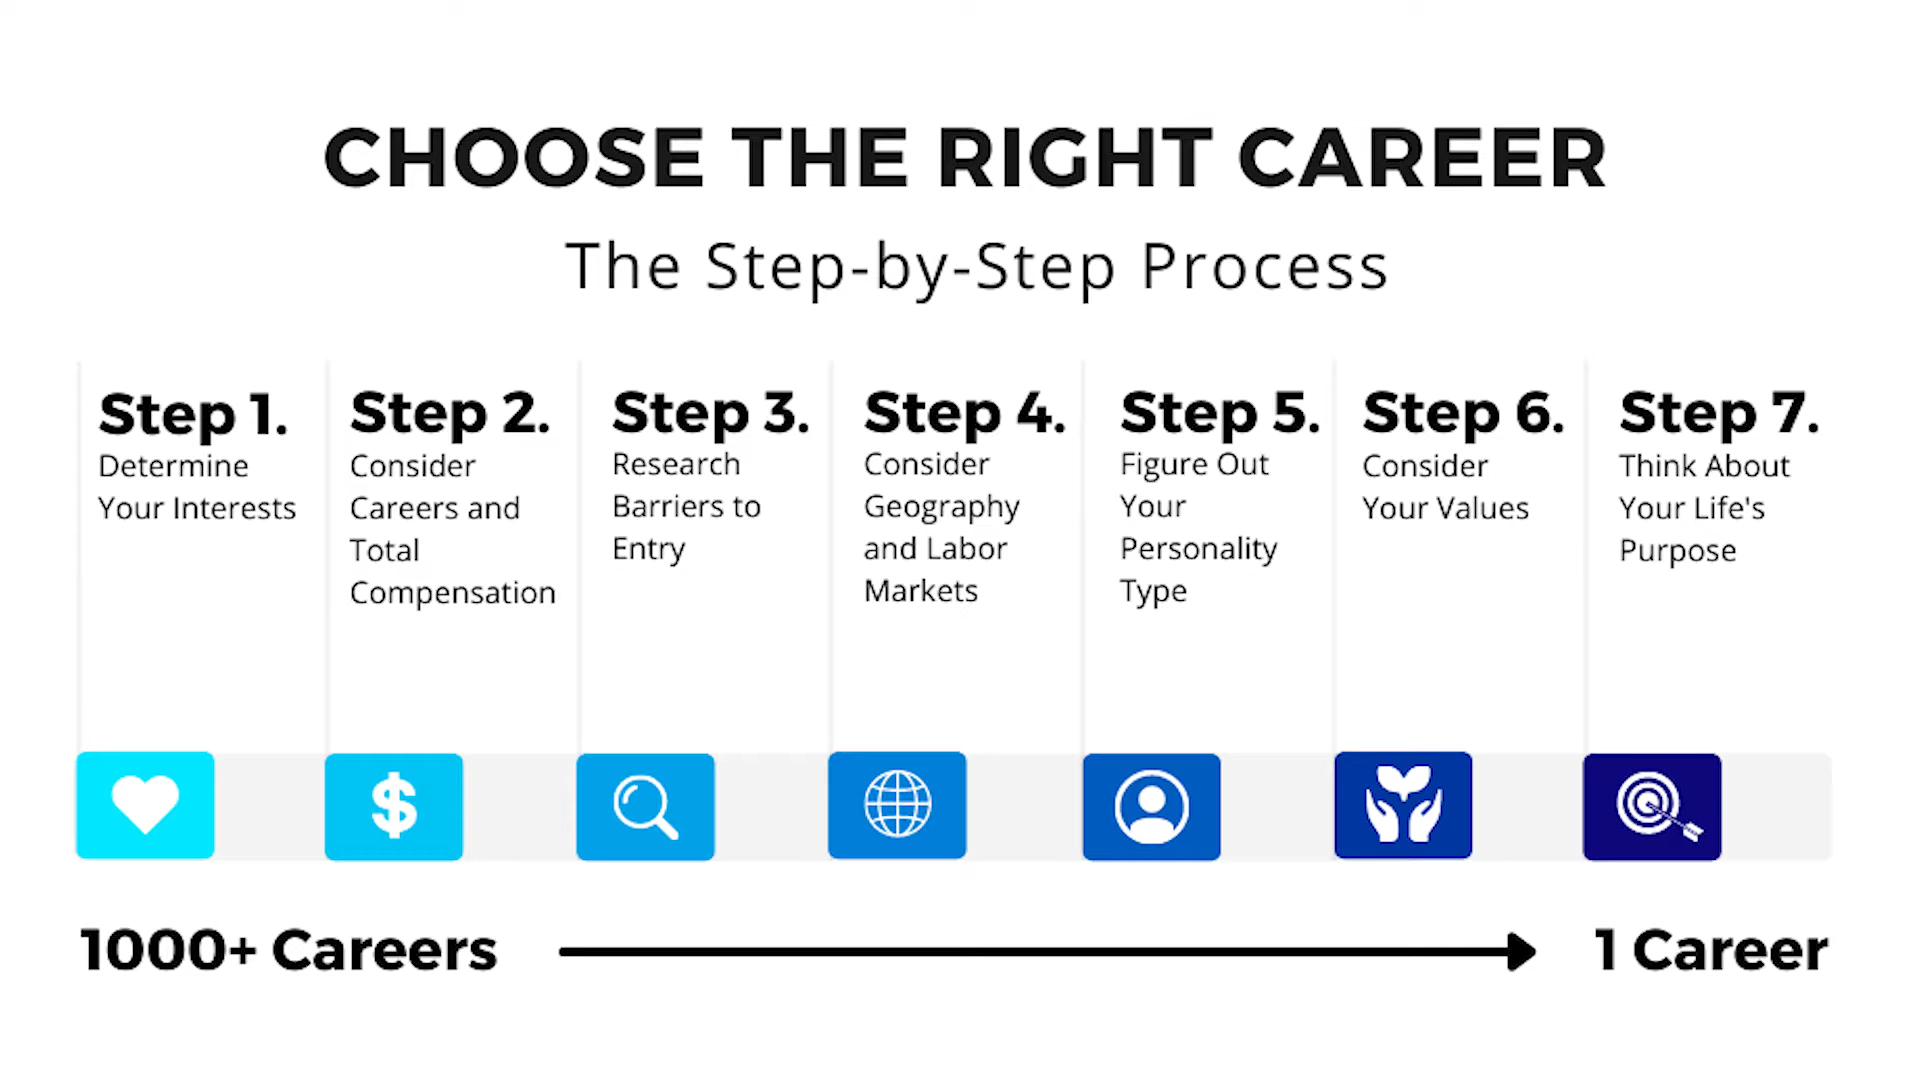 CHOOSE THE RIGHT CAREER
The Step-by-Step Process
Step 1.
Determine
Your Interests
Step 2.
Consider
Careers and
Total
Compensation
Step 3.
Research
Barriers to
Entry
Step 4.
Consider
Geography
and Labor
Markets
Step 5.
Figure Out
Your
Personality
Type
Step 6.
Consider
Your Values
Step 7.
Think About
Your Life's
Purpose
$
1000+ Careers
1 Career